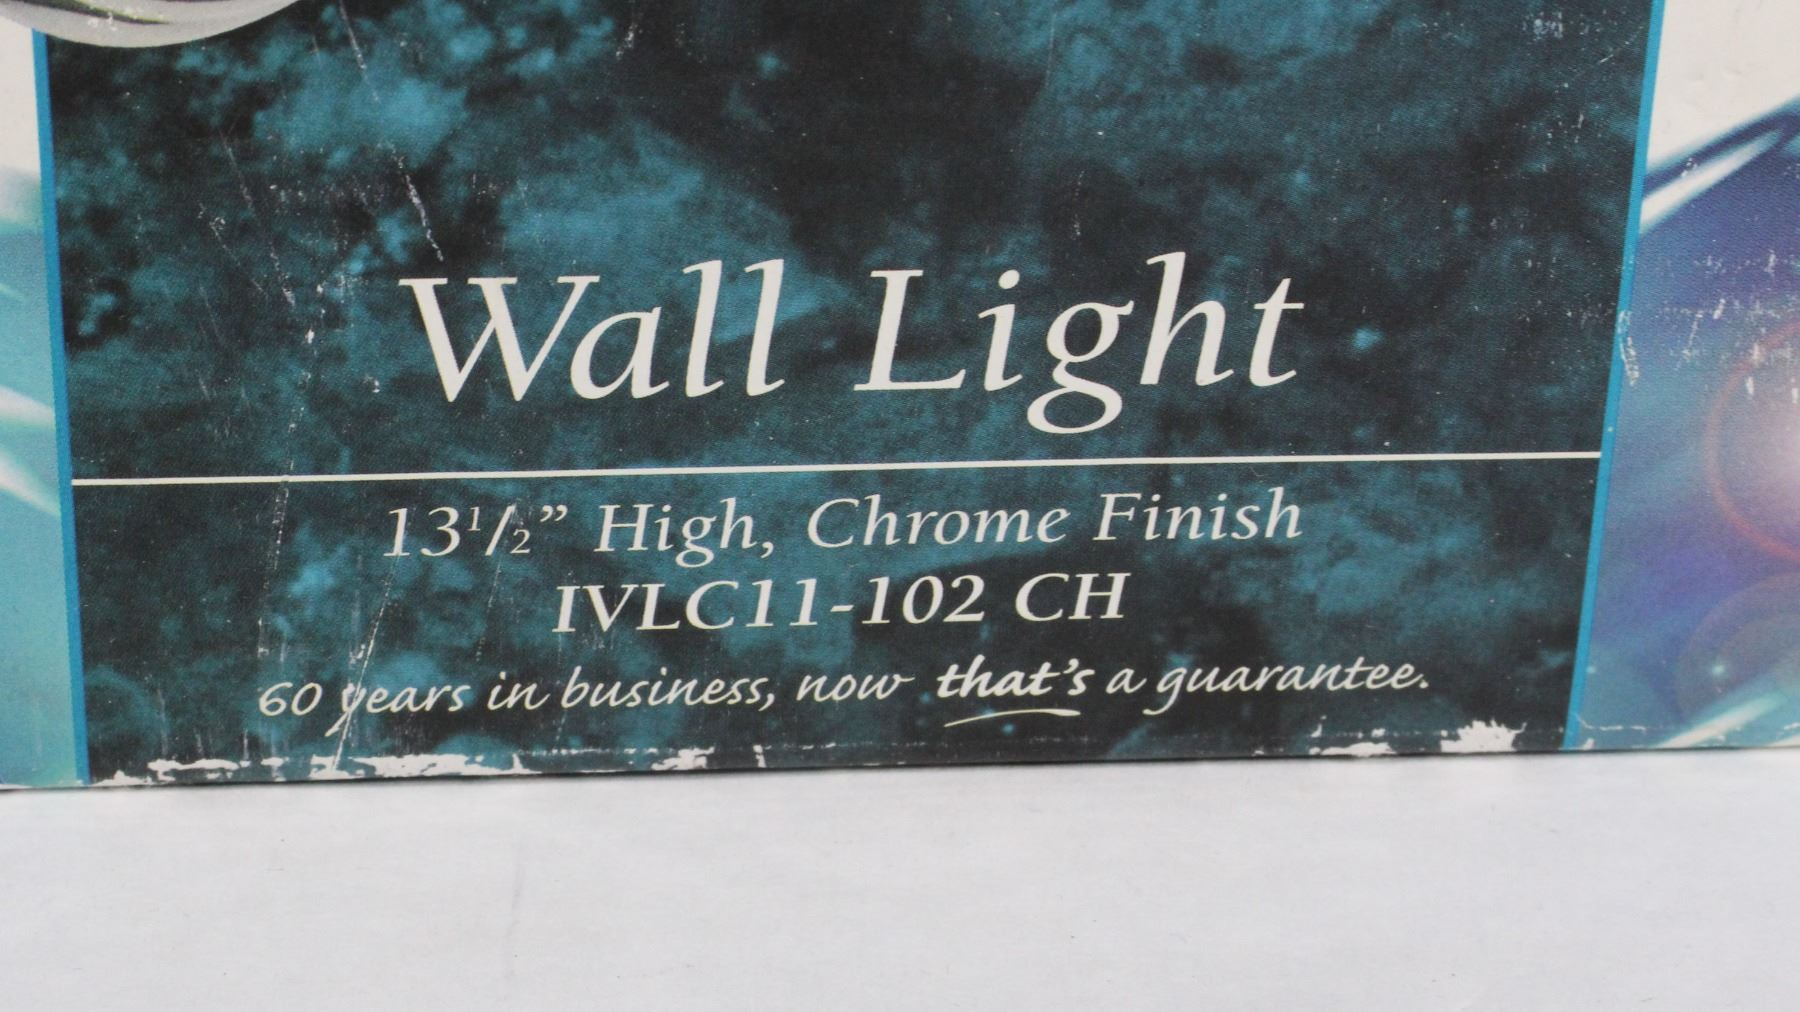 Wall Light
13½” High, Chrome Finish
IVLC11-102 CH
60 years in business, now that’s a guarantee.